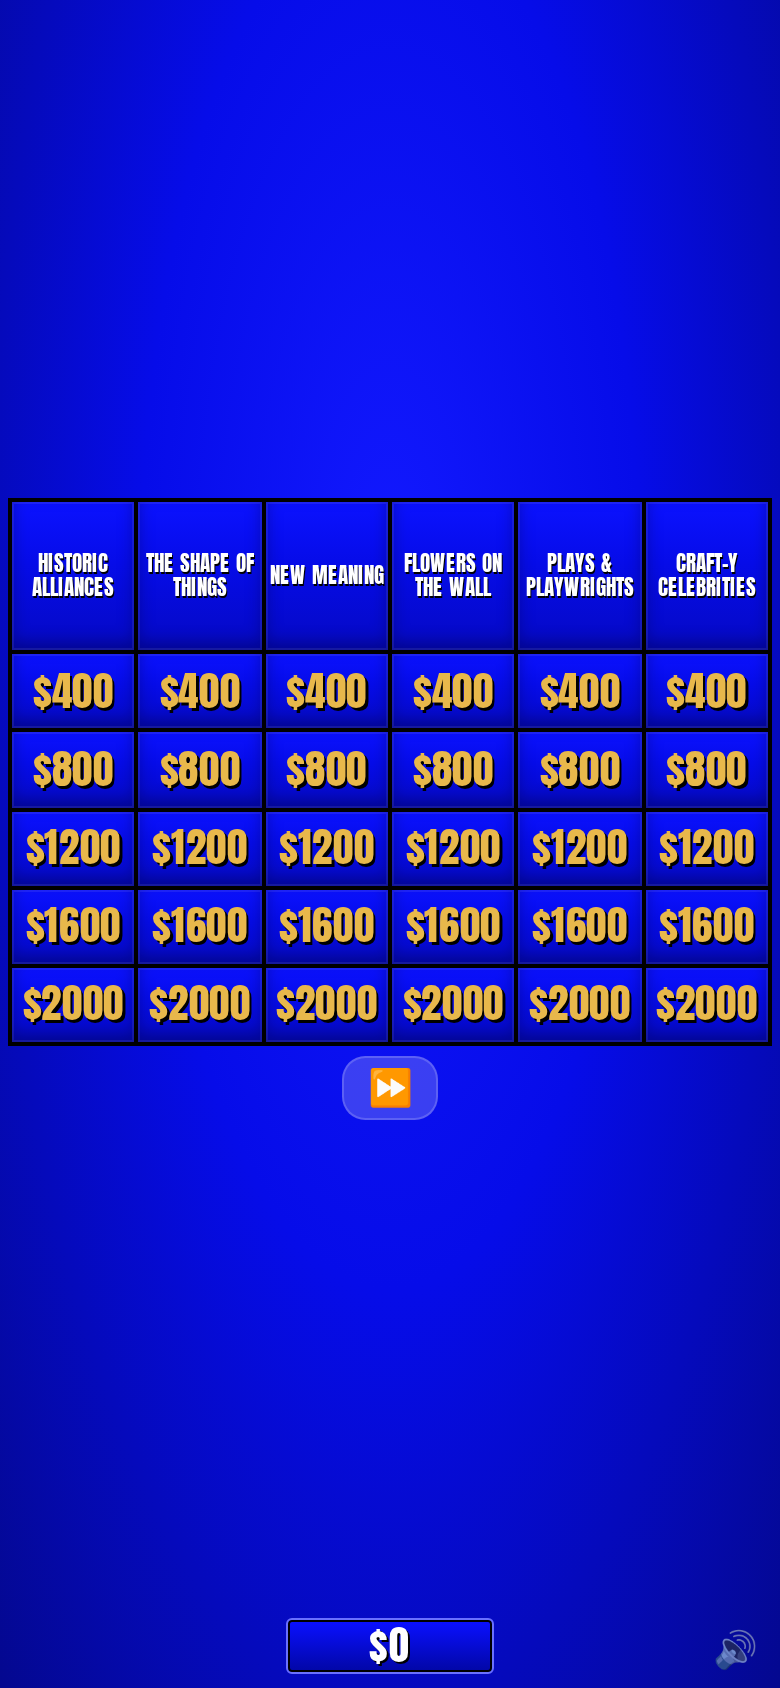 HISTORIC
ALLIANCES
THE SHAPE OF
THINGS
NEW MEANING
FLOWERS ON
THE WALL
PLAYS &
PLAYWRIGHTS
CRAFT-Y
CELEBRITIES
$400 $400 $400 $400 $400 $400
$800 $800 $800 $800 $800 $800
$1200 $1200 $1200 $1200 $1200 $1200
$1600 $1600 $1600 $1600 $1600 $1600
$2000 $2000 $2000 $2000 $2000 $2000
$0